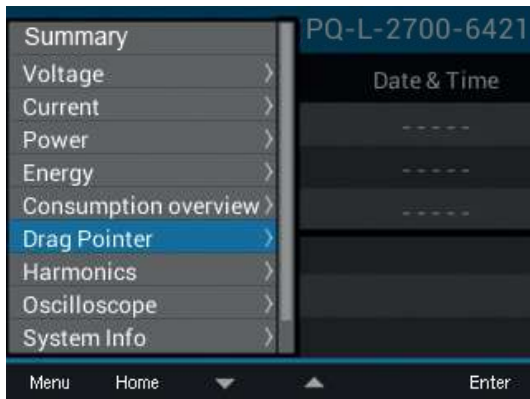 Summary
PQ-L-2700-6421
Voltage
Date & Time
Current
- - - - -
Power
- - - - -
Energy
Consumption overview
- - - - -
Drag Pointer
Harmonics
Oscilloscope
System Info
Menu Home Enter